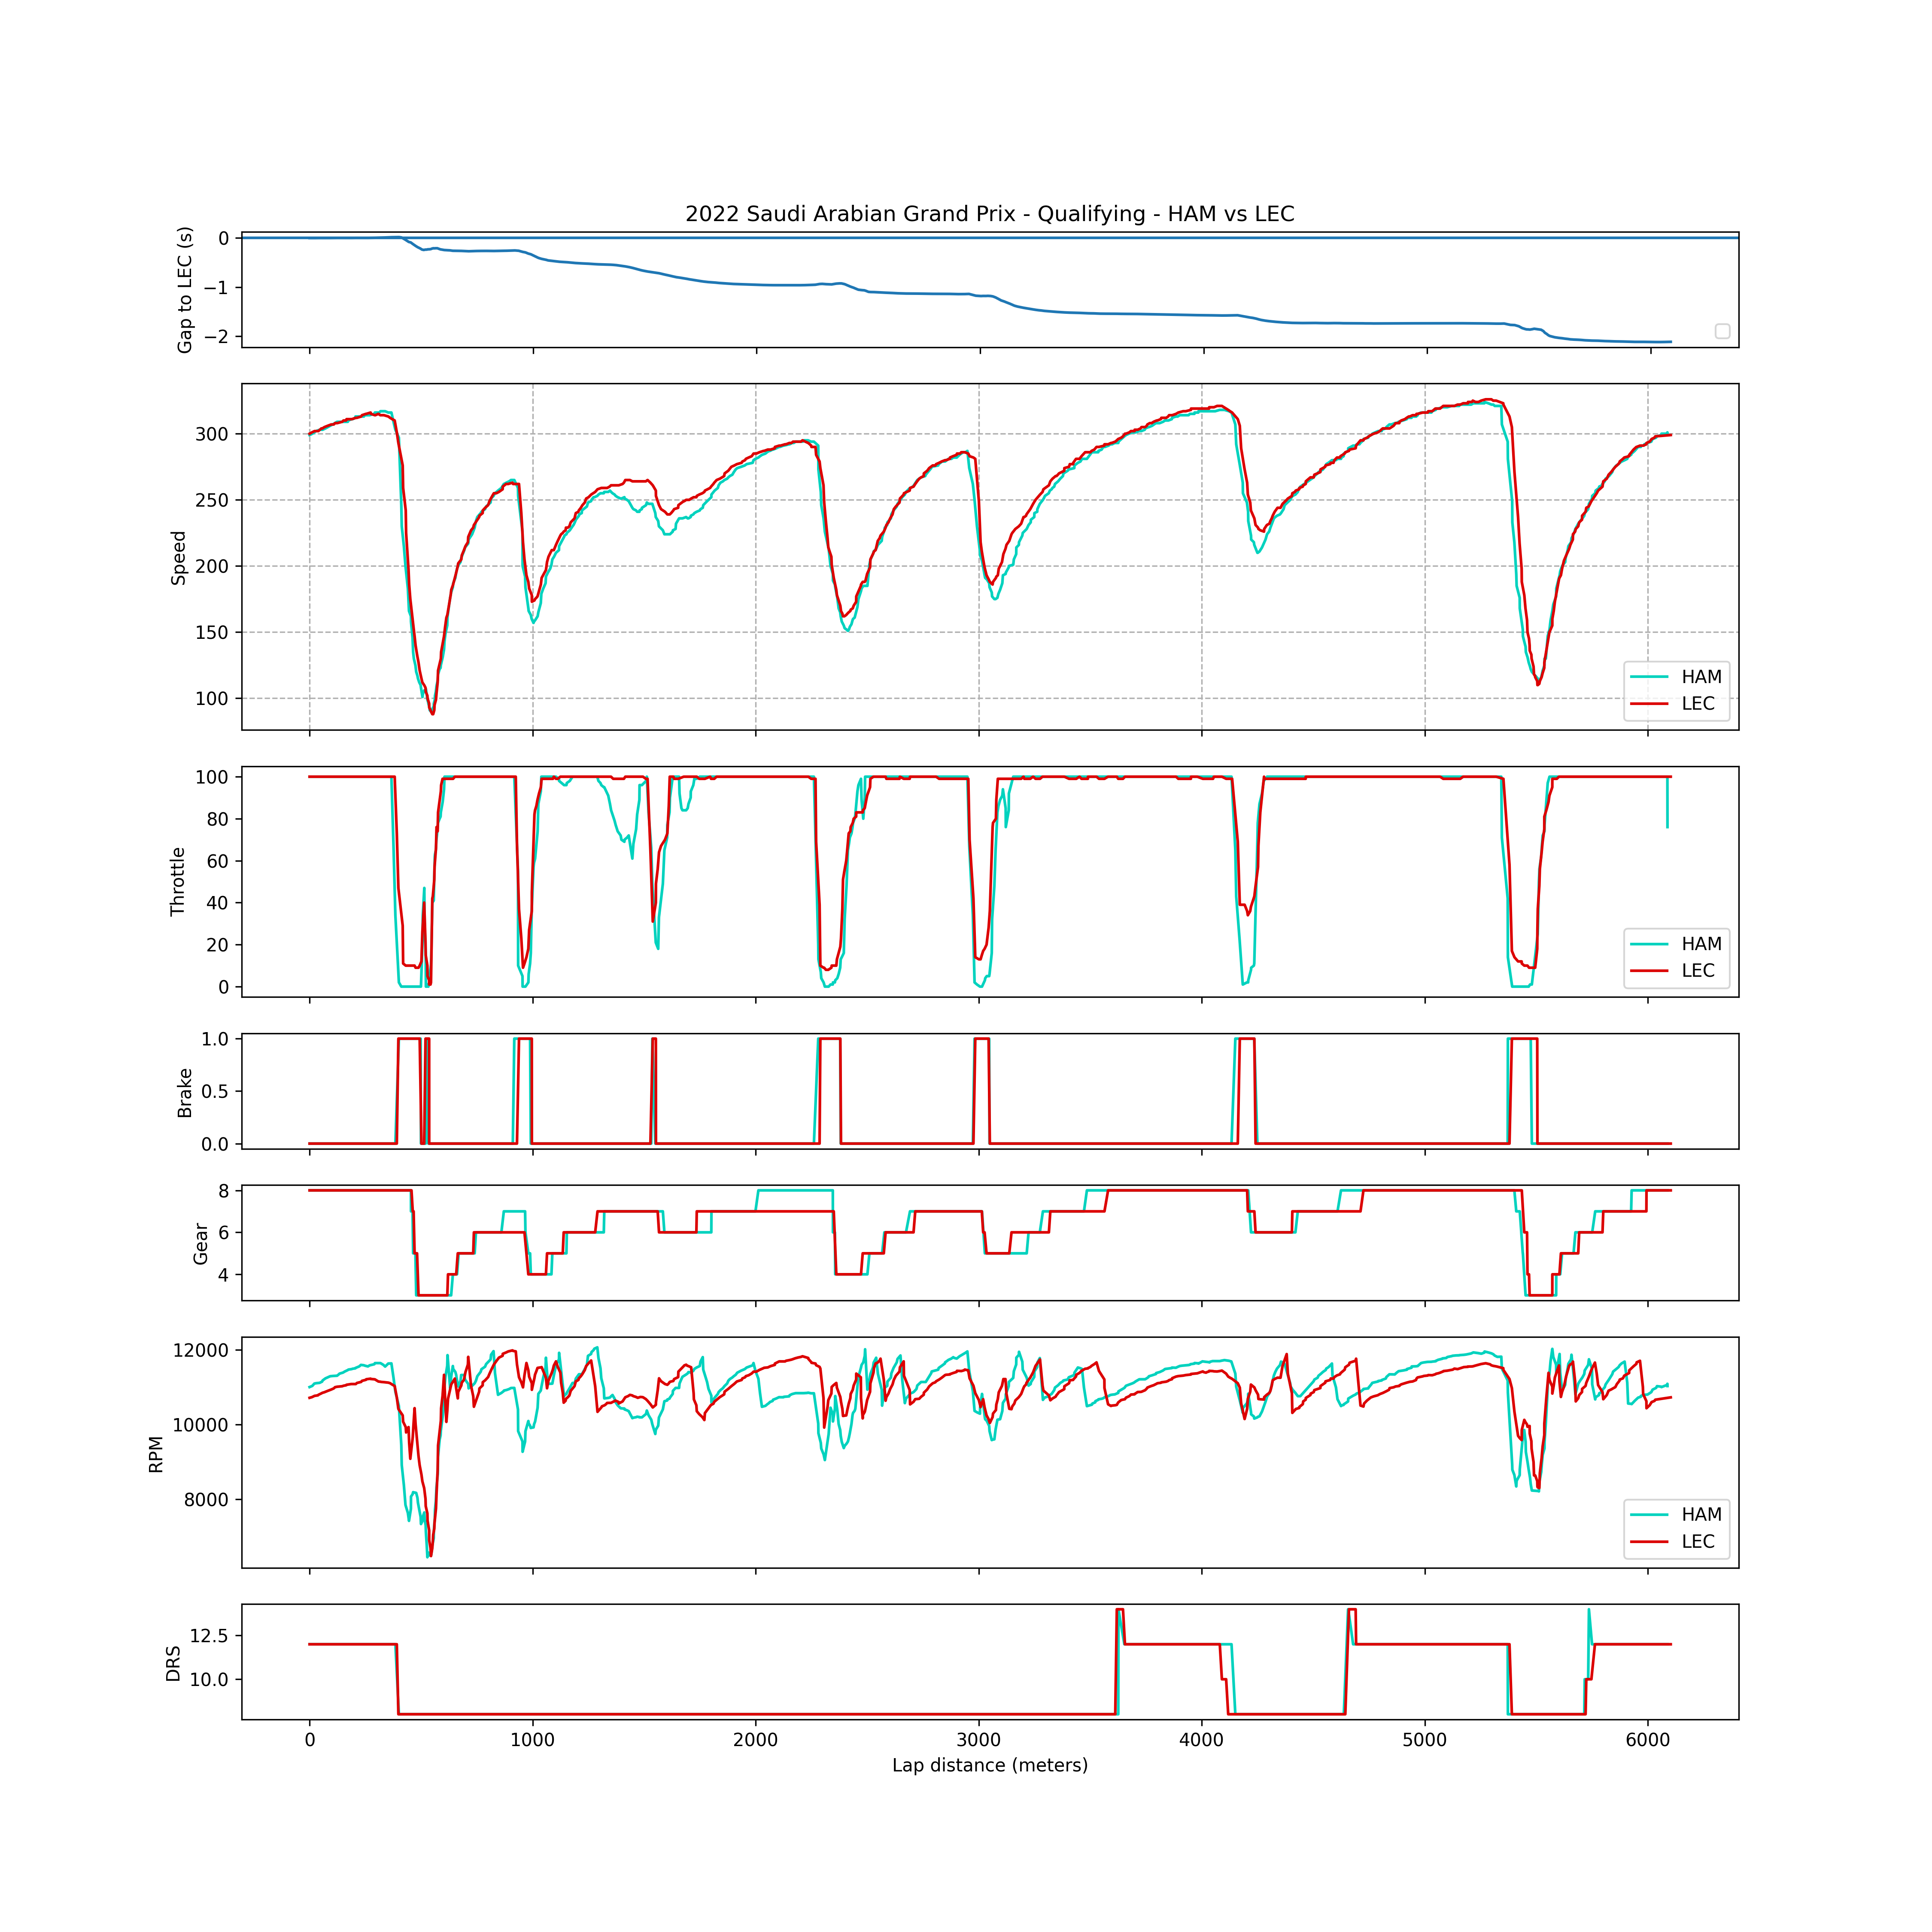 2022 Saudi Arabian Grand Prix - Qualifying - HAM vs LEC
Gap to LEC (s)
0
−1
−2
Speed
300
250
200
150
100
HAM
LEC
Throttle
100
80
60
40
20
0
HAM
LEC
Brake
1.0
0.5
0.0
Gear
8
6
4
RPM
12000
10000
8000
HAM
LEC
DRS
12.5
10.0
0 1000 2000 3000 4000 5000 6000
Lap distance (meters)